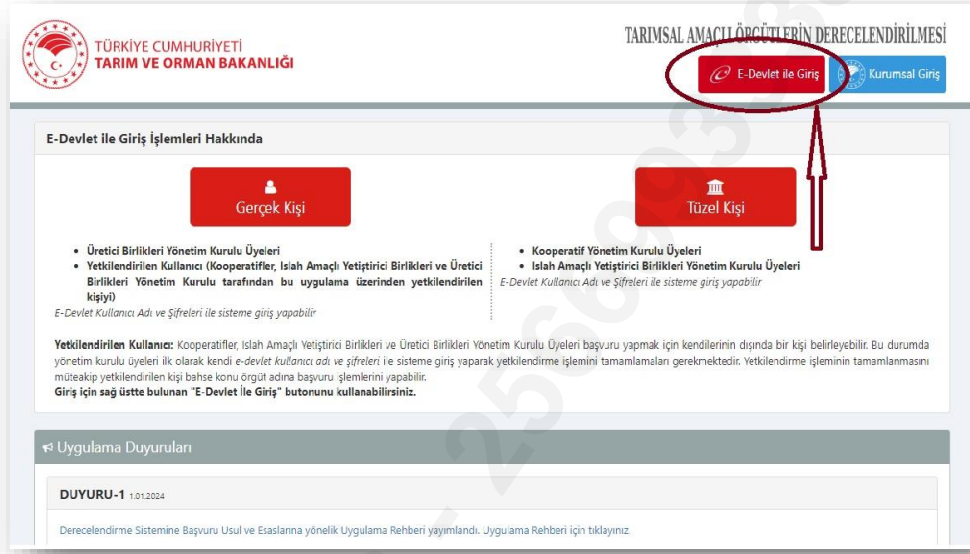 TÜRKİYE CUMHURİYETİ
TARIM VE ORMAN BAKANLIĞI
TARIMSAL AMAÇLI ÖRGÜTLERİN DERECELENDİRİLMESİ
E-Devlet ile Giriş
Kurumsal Giriş
E-Devlet ile Giriş İşlemleri Hakkında
Gerçek Kişi
• Üretici Birlikleri Yönetim Kurulu Üyeleri
• Yetkilendirilen Kullanıcı (Kooperatifler, Islah Amaçlı Yetiştirici Birlikleri ve Üretici
Birlikleri Yönetim Kurulu tarafından bu uygulama üzerinden yetkilendirilen
kişiyi)
E-Devlet Kullanıcı Adı ve Şifreleri ile sisteme giriş yapabilir
Tüzel Kişi
• Kooperatif Yönetim Kurulu Üyeleri
• Islah Amaçlı Yetiştirici Birlikleri Yönetim Kurulu Üyeleri
E-Devlet Kullanıcı Adı ve Şifreleri ile sisteme giriş yapabilir
Yetkilendirilen Kullanıcı: Kooperatifler, Islah Amaçlı Yetiştirici Birlikleri ve Üretici Birlikleri Yönetim Kurulu Üyeleri başvuru yapmak için kendilerinin dışında bir kişi belirleyebilir. Bu durumda
yönetim kurulu üyeleri ilk olarak kendi e-devlet kullanıcı adı ve şifreleri ile sisteme giriş yaparak yetkilendirme işlemini tamamlamaları gerekmektedir. Yetkilendirme işleminin tamamlanmasını
müteakip yetkilendirilen kişi bahse konu örgüt adına başvuru işlemlerini yapabilir.
Giriş için sağ üstte bulunan "E-Devlet İle Giriş" butonunu kullanabilirsiniz.
Uygulama Duyuruları
DUYURU-1 1.01.2024
Derecelendirme Sistemine Başvuru Usul ve Esaslarına yönelik Uygulama Rehberi yayımlandı. Uygulama Rehberi için tıklayınız.